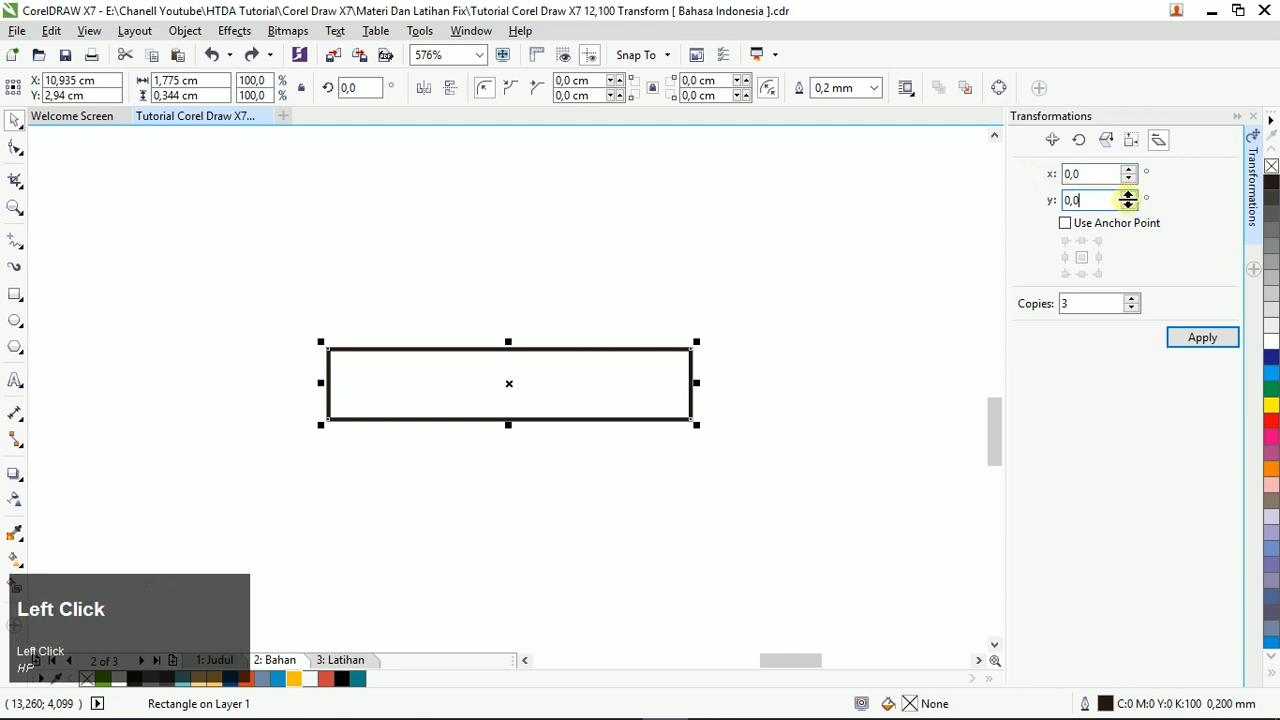 CorelDRAW X7 - E:\Chanell Youtube\HTDA Tutorial\Corel Draw X7\Materi Dan Latihan Fix\Tutorial Corel Draw X7 12,100 Transform [ Bahasa Indonesia ].cdr
File Edit View Layout Object Effects Bitmaps Text Table Tools Window Help
576% Snap To
X: 10,935 cm 1,775 cm 100,0 % 0,0 ° 0,0 cm 0,0 cm 0,2 mm
Y: 2,94 cm 0,344 cm 100,0 % 0,0 cm 0,0 cm
Welcome Screen Tutorial Corel Draw X7... Transformations
x: 0,0 °
y: 0,0 °
Transformations
Use Anchor Point
Copies: 3
Apply
Left Click
Left Click
HP
2 of 3 1: Judul 2: Bahan 3: Latihan
( 13,260; 4,099 ) Rectangle on Layer 1 None C:0 M:0 Y:0 K:100 0,200 mm